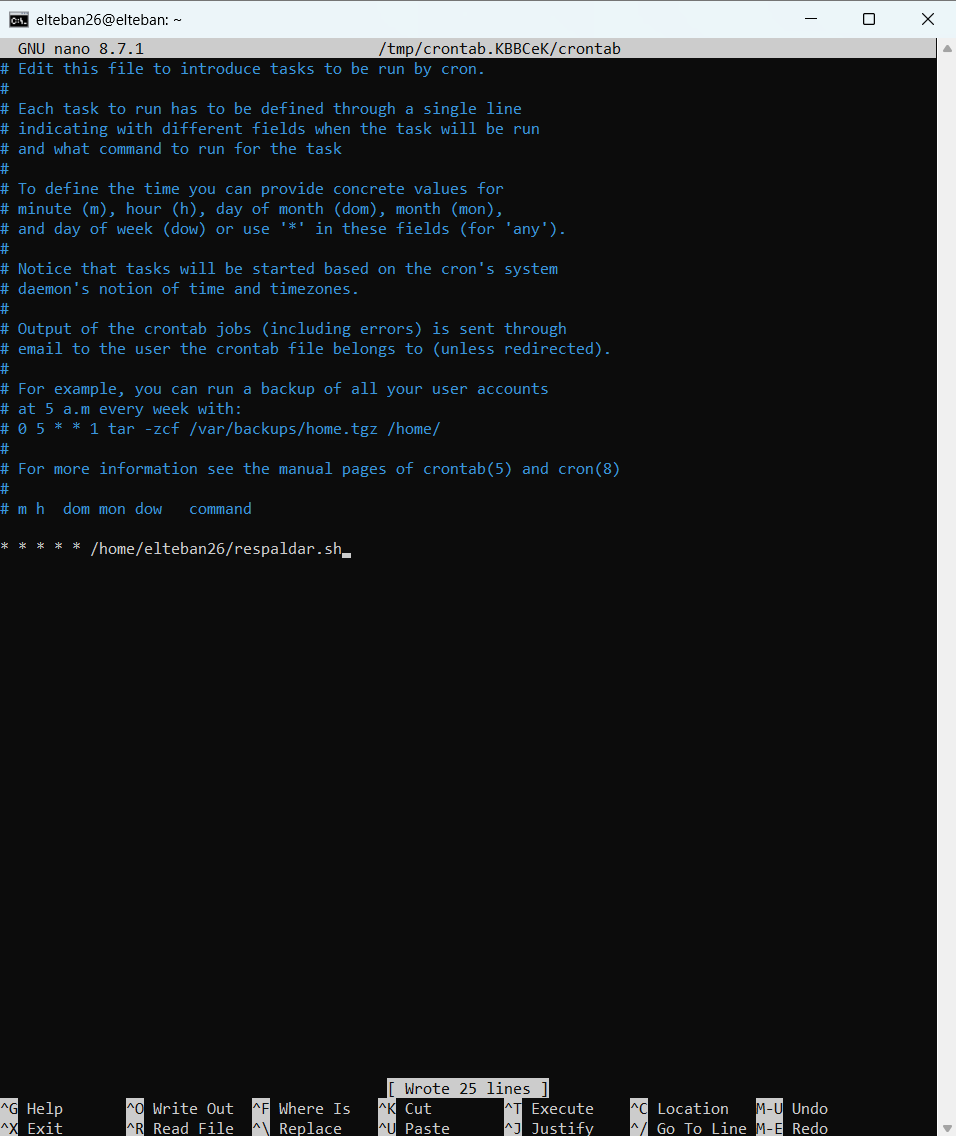 elteban26@elteban: ~
GNU nano 8.7.1 /tmp/crontab.KBBCeK/crontab
# Edit this file to introduce tasks to be run by cron.
#
# Each task to run has to be defined through a single line
# indicating with different fields when the task will be run
# and what command to run for the task
#
# To define the time you can provide concrete values for
# minute (m), hour (h), day of month (dom), month (mon),
# and day of week (dow) or use '*' in these fields (for 'any').
#
# Notice that tasks will be started based on the cron's system
# daemon's notion of time and timezones.
#
# Output of the crontab jobs (including errors) is sent through
# email to the user the crontab file belongs to (unless redirected).
#
# For example, you can run a backup of all your user accounts
# at 5 a.m every week with:
# 0 5 * * 1 tar -zcf /var/backups/home.tgz /home/
#
# For more information see the manual pages of crontab(5) and cron(8)
#
# m h  dom mon dow   command

* * * * * /home/elteban26/respaldar.sh
[ Wrote 25 lines ]
^G Help ^O Write Out ^F Where Is ^K Cut ^T Execute ^C Location M-U Undo
^X Exit ^R Read File ^\ Replace ^U Paste ^J Justify ^/ Go To Line M-E Redo